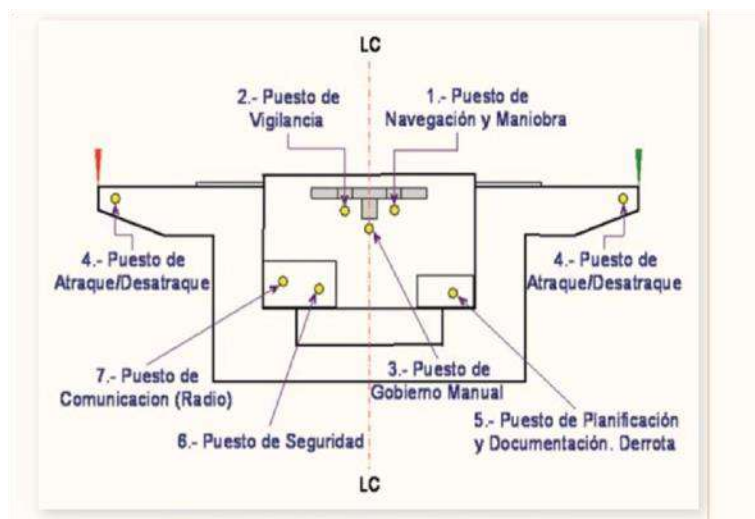 LC
2.- Puesto de
Vigilancia
1.- Puesto de
Navegación y Maniobra
4.- Puesto de
Atraque/Desatraque
4.- Puesto de
Atraque/Desatraque
7.- Puesto de
Comunicacion (Radio)
3.- Puesto de
Gobierno Manual
6.- Puesto de Seguridad
5.- Puesto de Planificación
y Documentación. Derrota
LC